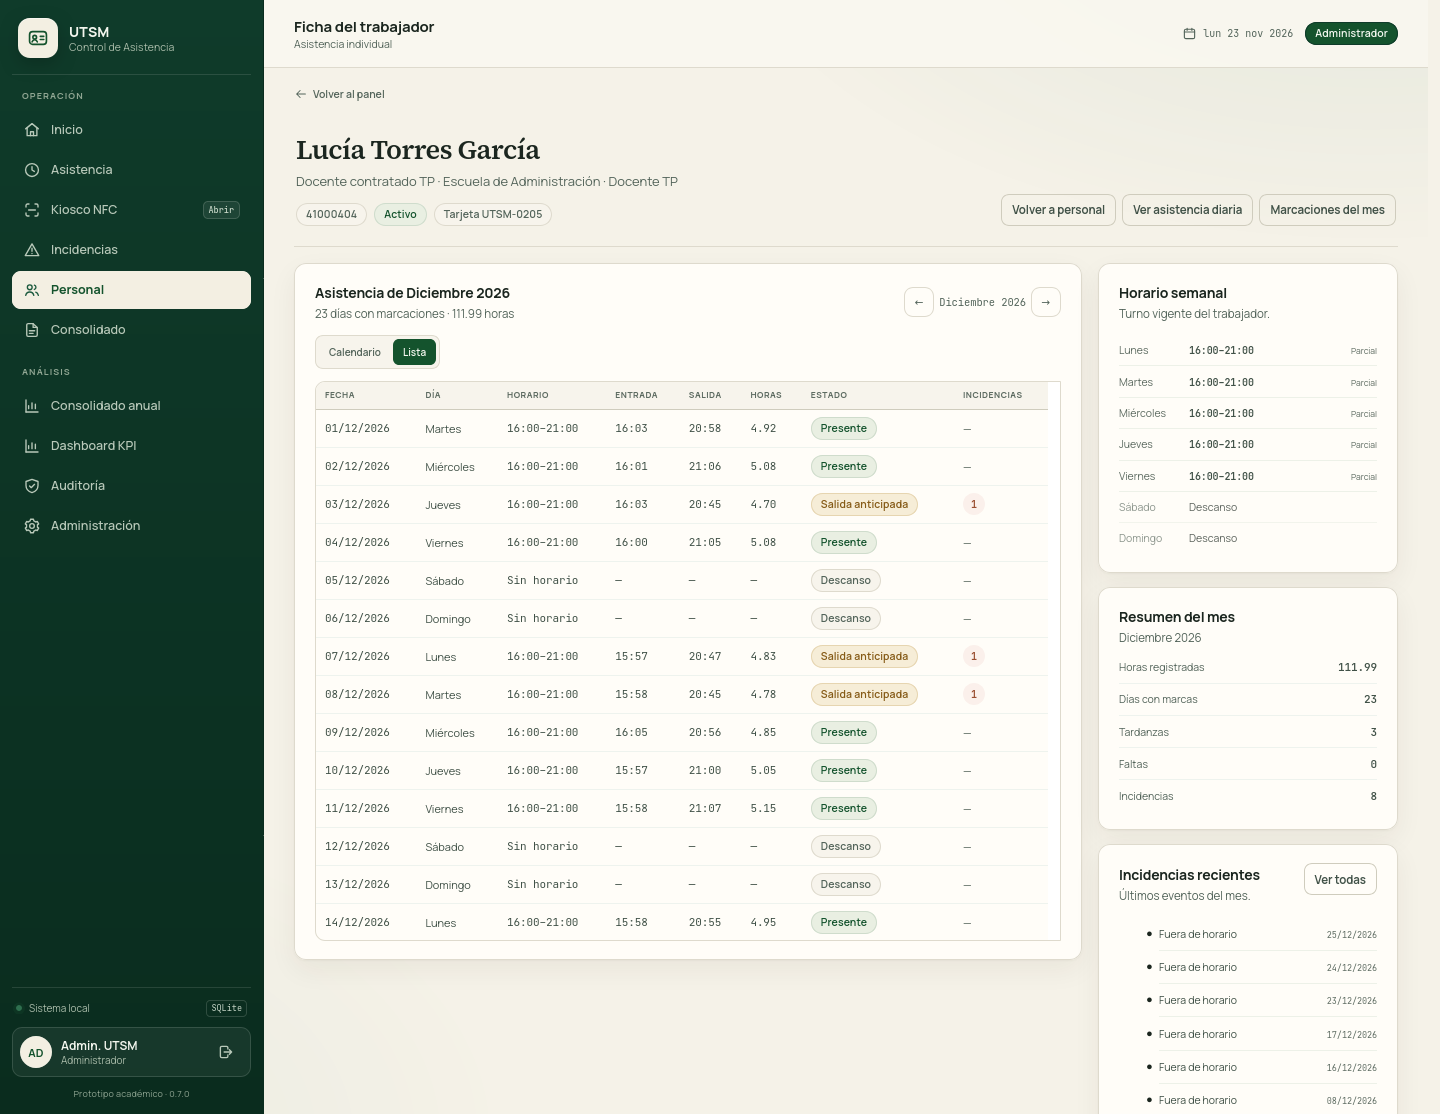 UTSM
Control de Asistencia
OPERACIÓN
Inicio
Asistencia
Kiosco NFC Abrir
Incidencias
Personal
Consolidado
ANÁLISIS
Consolidado anual
Dashboard KPI
Auditoría
Administración
Sistema local SQLite
AD Admin. UTSM
Administrador
Prototipo académico · 0.7.0
Ficha del trabajador
Asistencia individual
lun 23 nov 2026 Administrador
← Volver al panel
Lucía Torres García
Docente contratado TP · Escuela de Administración · Docente TP
41000404 Activo Tarjeta UTSM-0205
Volver a personal Ver asistencia diaria Marcaciones del mes
Asistencia de Diciembre 2026
23 días con marcaciones · 111.99 horas
← Diciembre 2026 →
Calendario Lista
FECHA DÍA HORARIO ENTRADA SALIDA HORAS ESTADO INCIDENCIAS
01/12/2026 Martes 16:00–21:00 16:03 20:58 4.92 Presente —
02/12/2026 Miércoles 16:00–21:00 16:01 21:06 5.08 Presente —
03/12/2026 Jueves 16:00–21:00 16:03 20:45 4.70 Salida anticipada 1
04/12/2026 Viernes 16:00–21:00 16:00 21:05 5.08 Presente —
05/12/2026 Sábado Sin horario — — — Descanso —
06/12/2026 Domingo Sin horario — — — Descanso —
07/12/2026 Lunes 16:00–21:00 15:57 20:47 4.83 Salida anticipada 1
08/12/2026 Martes 16:00–21:00 15:58 20:45 4.78 Salida anticipada 1
09/12/2026 Miércoles 16:00–21:00 16:05 20:56 4.85 Presente —
10/12/2026 Jueves 16:00–21:00 15:57 21:00 5.05 Presente —
11/12/2026 Viernes 16:00–21:00 15:58 21:07 5.15 Presente —
12/12/2026 Sábado Sin horario — — — Descanso —
13/12/2026 Domingo Sin horario — — — Descanso —
14/12/2026 Lunes 16:00–21:00 15:58 20:55 4.95 Presente —
Horario semanal
Turno vigente del trabajador.
Lunes 16:00–21:00 Parcial
Martes 16:00–21:00 Parcial
Miércoles 16:00–21:00 Parcial
Jueves 16:00–21:00 Parcial
Viernes 16:00–21:00 Parcial
Sábado Descanso
Domingo Descanso
Resumen del mes
Diciembre 2026
Horas registradas 111.99
Días con marcas 23
Tardanzas 3
Faltas 0
Incidencias 8
Incidencias recientes
Últimos eventos del mes.
Ver todas
• Fuera de horario 25/12/2026
• Fuera de horario 24/12/2026
• Fuera de horario 23/12/2026
• Fuera de horario 17/12/2026
• Fuera de horario 16/12/2026
• Fuera de horario 08/12/2026